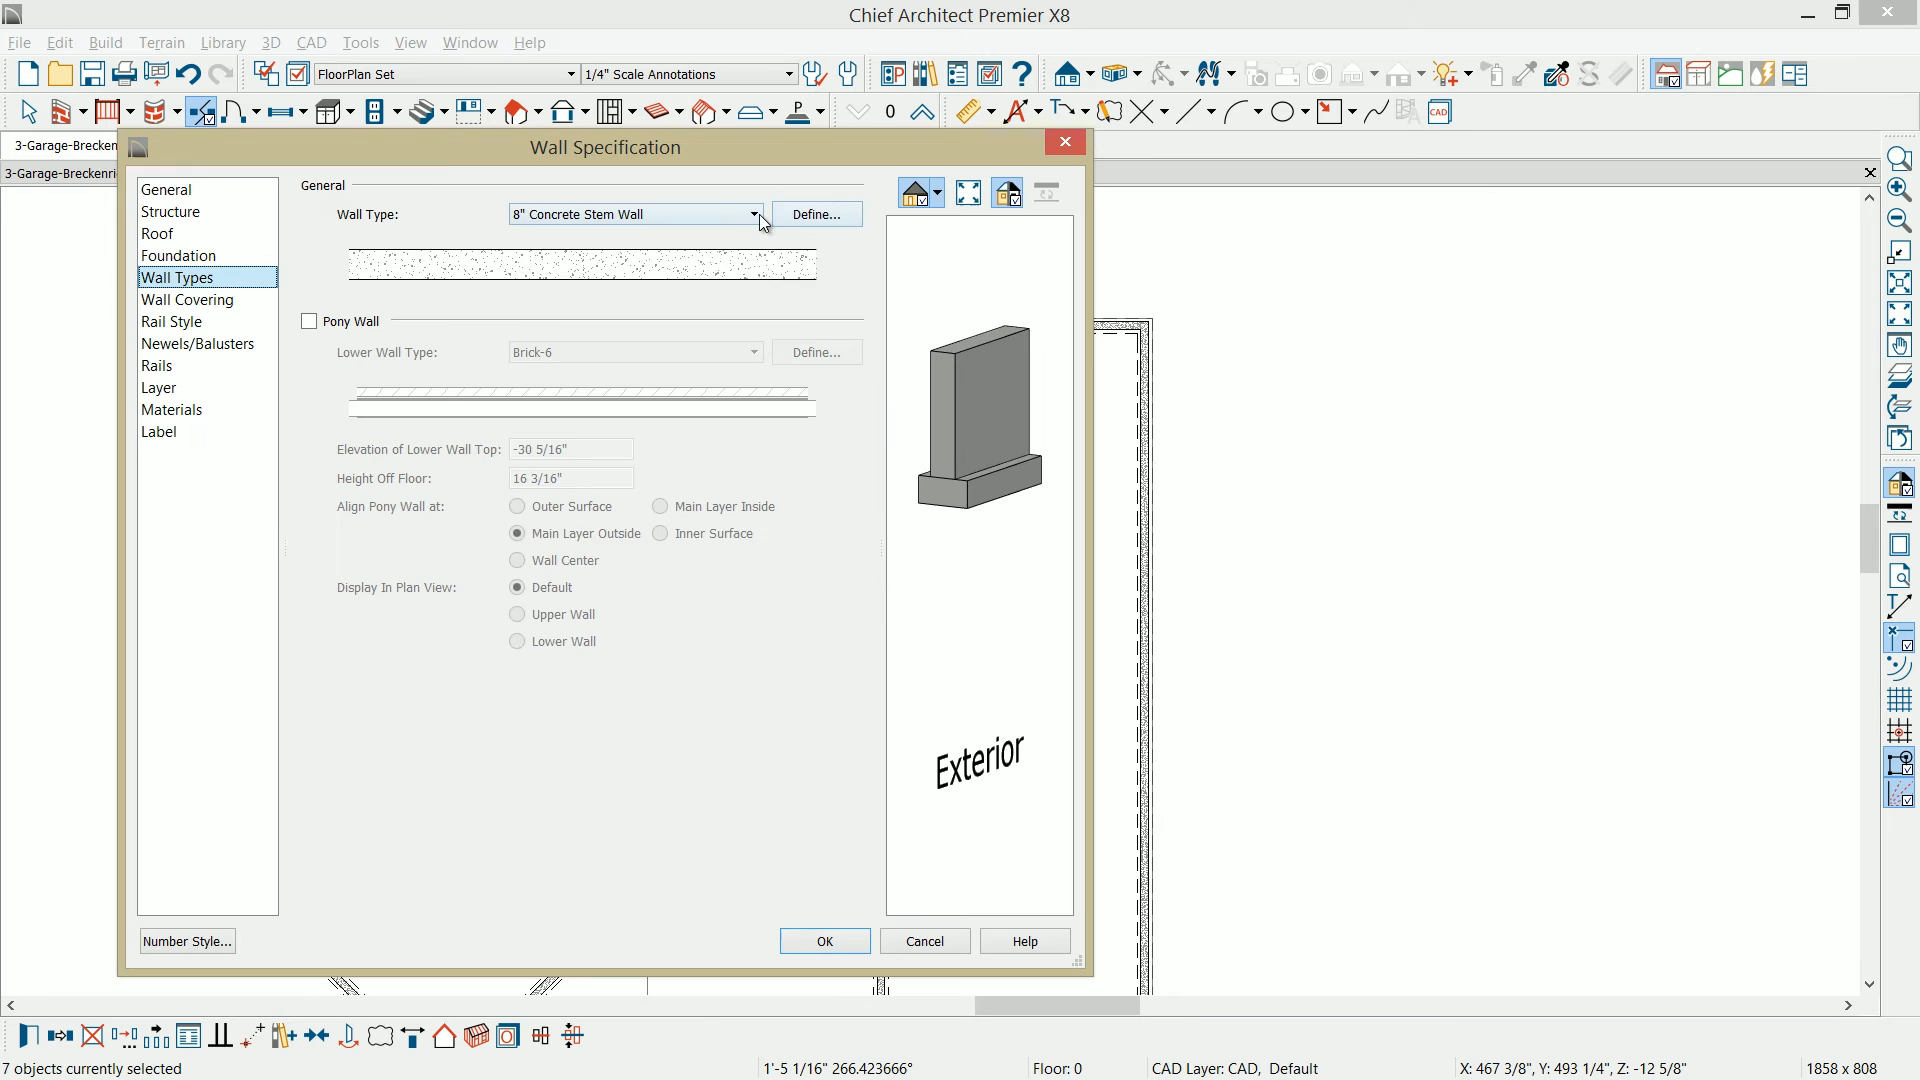 Chief Architect Premier X8
File Edit Build Terrain Library 3D CAD Tools View Window Help
FloorPlan Set 1/4" Scale Annotations
0 CAD
3-Garage-Brecken
Wall Specification
3-Garage-Breckenri
General
Structure
Roof
Foundation
Wall Types
Wall Covering
Rail Style
Newels/Balusters
Rails
Layer
Materials
Label
General
Wall Type: 8" Concrete Stem Wall Define...
Pony Wall
Lower Wall Type: Brick-6 Define...
Elevation of Lower Wall Top: -30 5/16"
Height Off Floor: 16 3/16"
Align Pony Wall at: Outer Surface Main Layer Inside
Main Layer Outside Inner Surface
Wall Center
Display In Plan View: Default
Upper Wall
Lower Wall
Exterior
Number Style... OK Cancel Help
7 objects currently selected 1'-5 1/16" 266.423666° Floor: 0 CAD Layer: CAD, Default X: 467 3/8", Y: 493 1/4", Z: -12 5/8" 1858 x 808